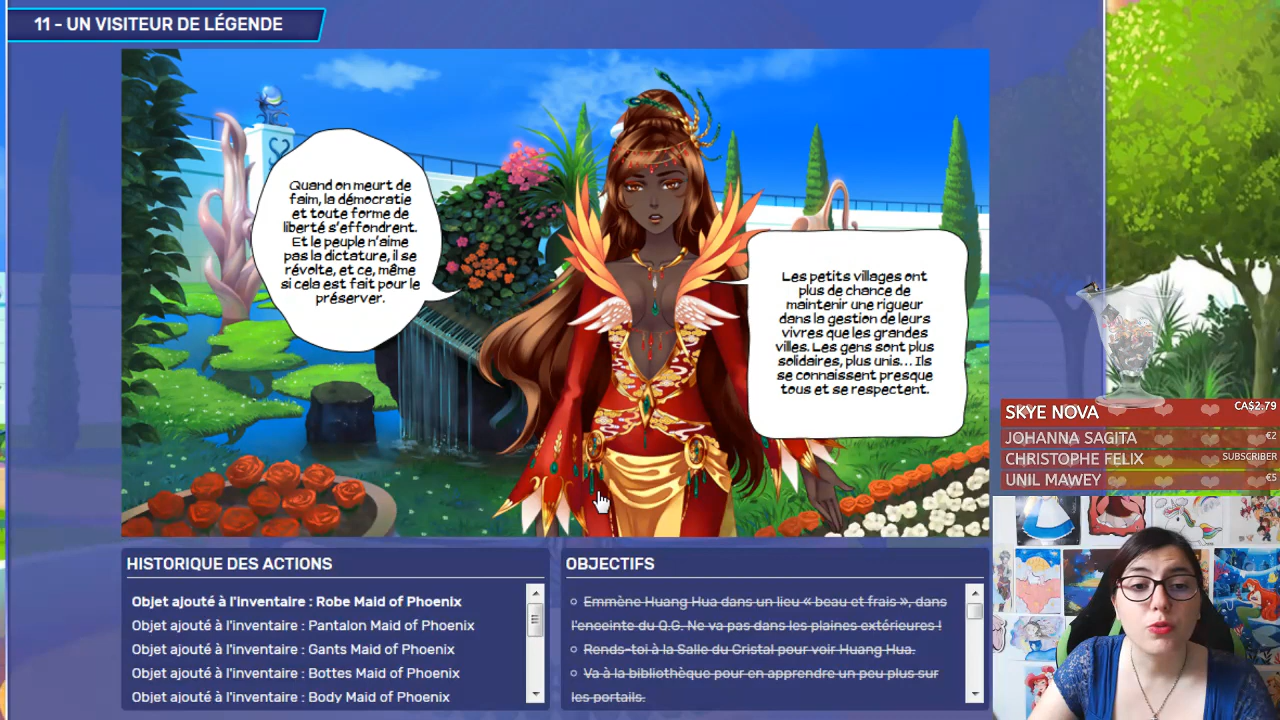 11 - UN VISITEUR DE LÉGENDE
Quand on meurt de
faim, la démocratie
et toute forme de
liberté s'effondrent.
Et le peuple n'aime
pas la dictature, il se
révolte, et ce, même
si cela est fait pour le
préserver.
Les petits villages ont
plus de chance de
maintenir une rigueur
dans la gestion de leurs
vivres que les grandes
villes. Les gens sont plus
solidaires, plus unis... Ils
se connaissent presque
tous et se respectent.
SKYE NOVA CA$2.79
JOHANNA SAGITA €2
CHRISTOPHE FELIX SUBSCRIBER
UNIL MAWEY €5
HISTORIQUE DES ACTIONS
Objet ajouté à l'inventaire : Robe Maid of Phoenix
Objet ajouté à l'inventaire : Pantalon Maid of Phoenix
Objet ajouté à l'inventaire : Gants Maid of Phoenix
Objet ajouté à l'inventaire : Bottes Maid of Phoenix
Objet ajouté à l'inventaire : Body Maid of Phoenix
OBJECTIFS
Emmène Huang Hua dans un lieu « beau et frais », dans
l'enceinte du Q.G. Ne va pas dans les plaines extérieures !
Rends-toi à la Salle du Cristal pour voir Huang Hua.
Va à la bibliothèque pour en apprendre un peu plus sur
les portails.